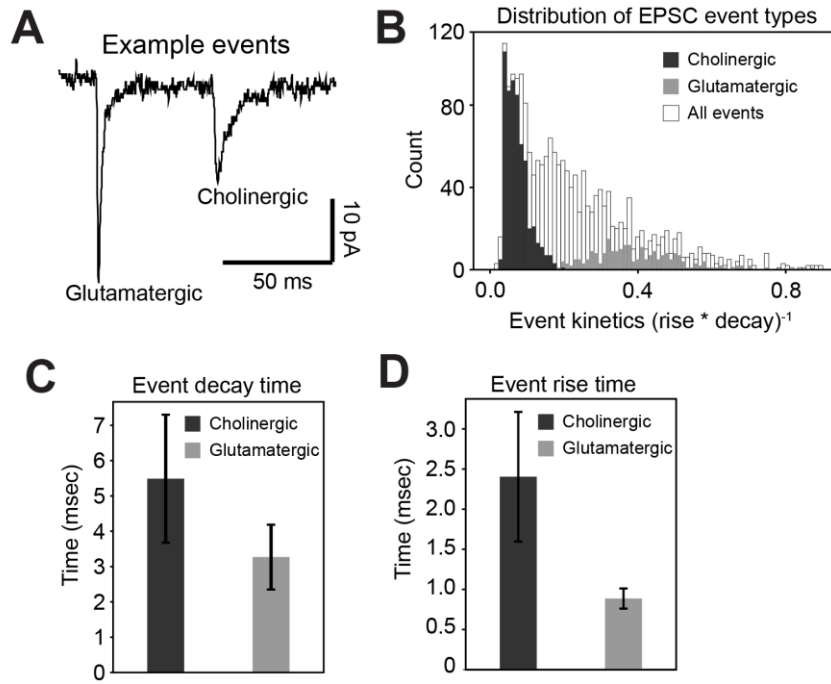 A
Example events
Glutamatergic
Cholinergic
10 pA
50 ms
B
Distribution of EPSC event types
Cholinergic
Glutamatergic
All events
Count
120
80
40
0
0.0
0.4
0.8
Event kinetics (rise * decay)-1
C
Event decay time
Cholinergic
Glutamatergic
Time (msec)
7
6
5
4
3
2
1
0
D
Event rise time
Cholinergic
Glutamatergic
Time (msec)
3.0
2.5
2.0
1.5
1.0
0.5
0